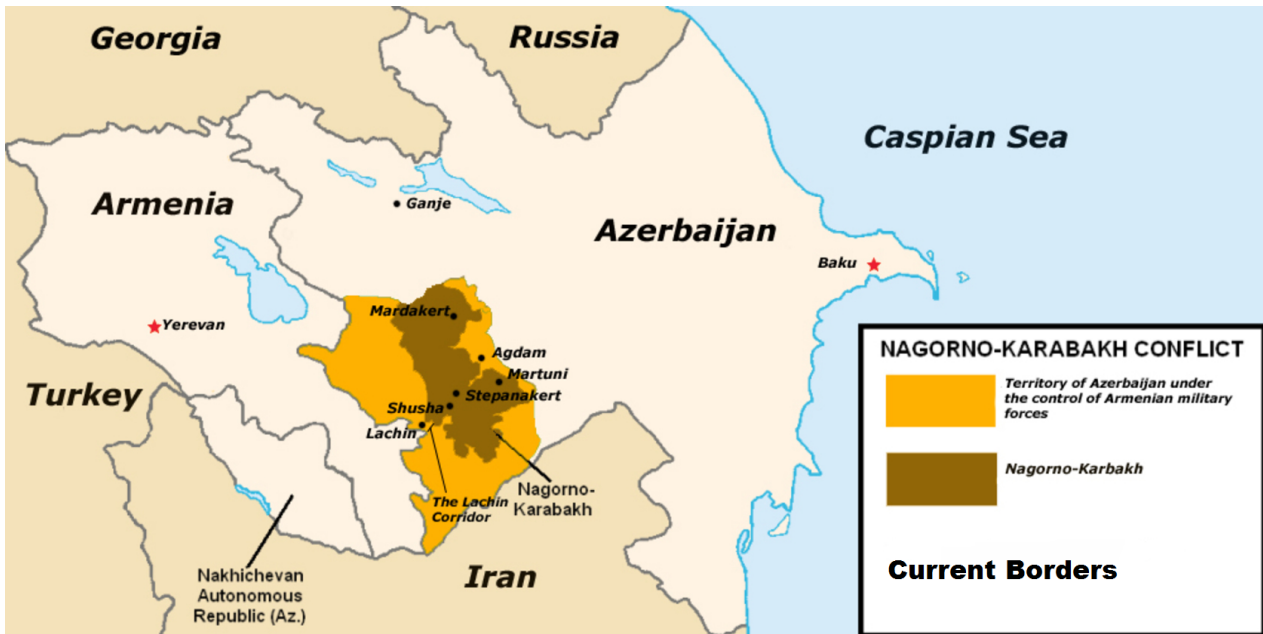 Georgia
Russia
Caspian Sea
Armenia
Ganje
Azerbaijan
Baku
Mardakert
Yerevan
Agdam
Martuni
Turkey
Stepanakert
Shusha
Lachin
The Lachin
Corridor
Nagorno-
Karabakh
Iran
Nakhichevan
Autonomous
Republic (Az.)
NAGORNO-KARABAKH CONFLICT
Territory of Azerbaijan under
the control of Armenian military
forces
Nagorno-Karbakh
Current Borders